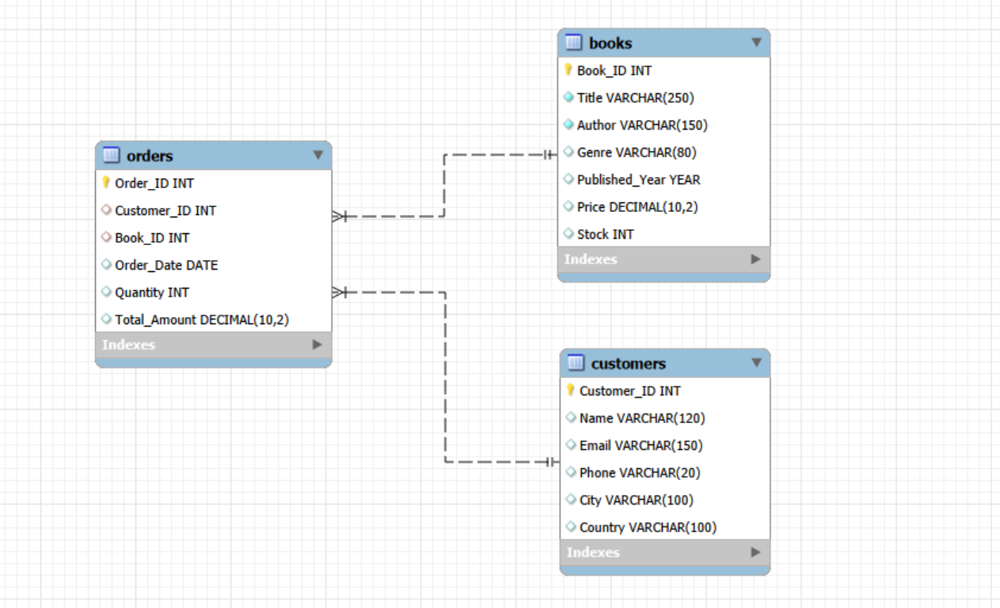 orders
Order_ID INT
Customer_ID INT
Book_ID INT
Order_Date DATE
Quantity INT
Total_Amount DECIMAL(10,2)
Indexes
books
Book_ID INT
Title VARCHAR(250)
Author VARCHAR(150)
Genre VARCHAR(80)
Published_Year YEAR
Price DECIMAL(10,2)
Stock INT
Indexes
customers
Customer_ID INT
Name VARCHAR(120)
Email VARCHAR(150)
Phone VARCHAR(20)
City VARCHAR(100)
Country VARCHAR(100)
Indexes